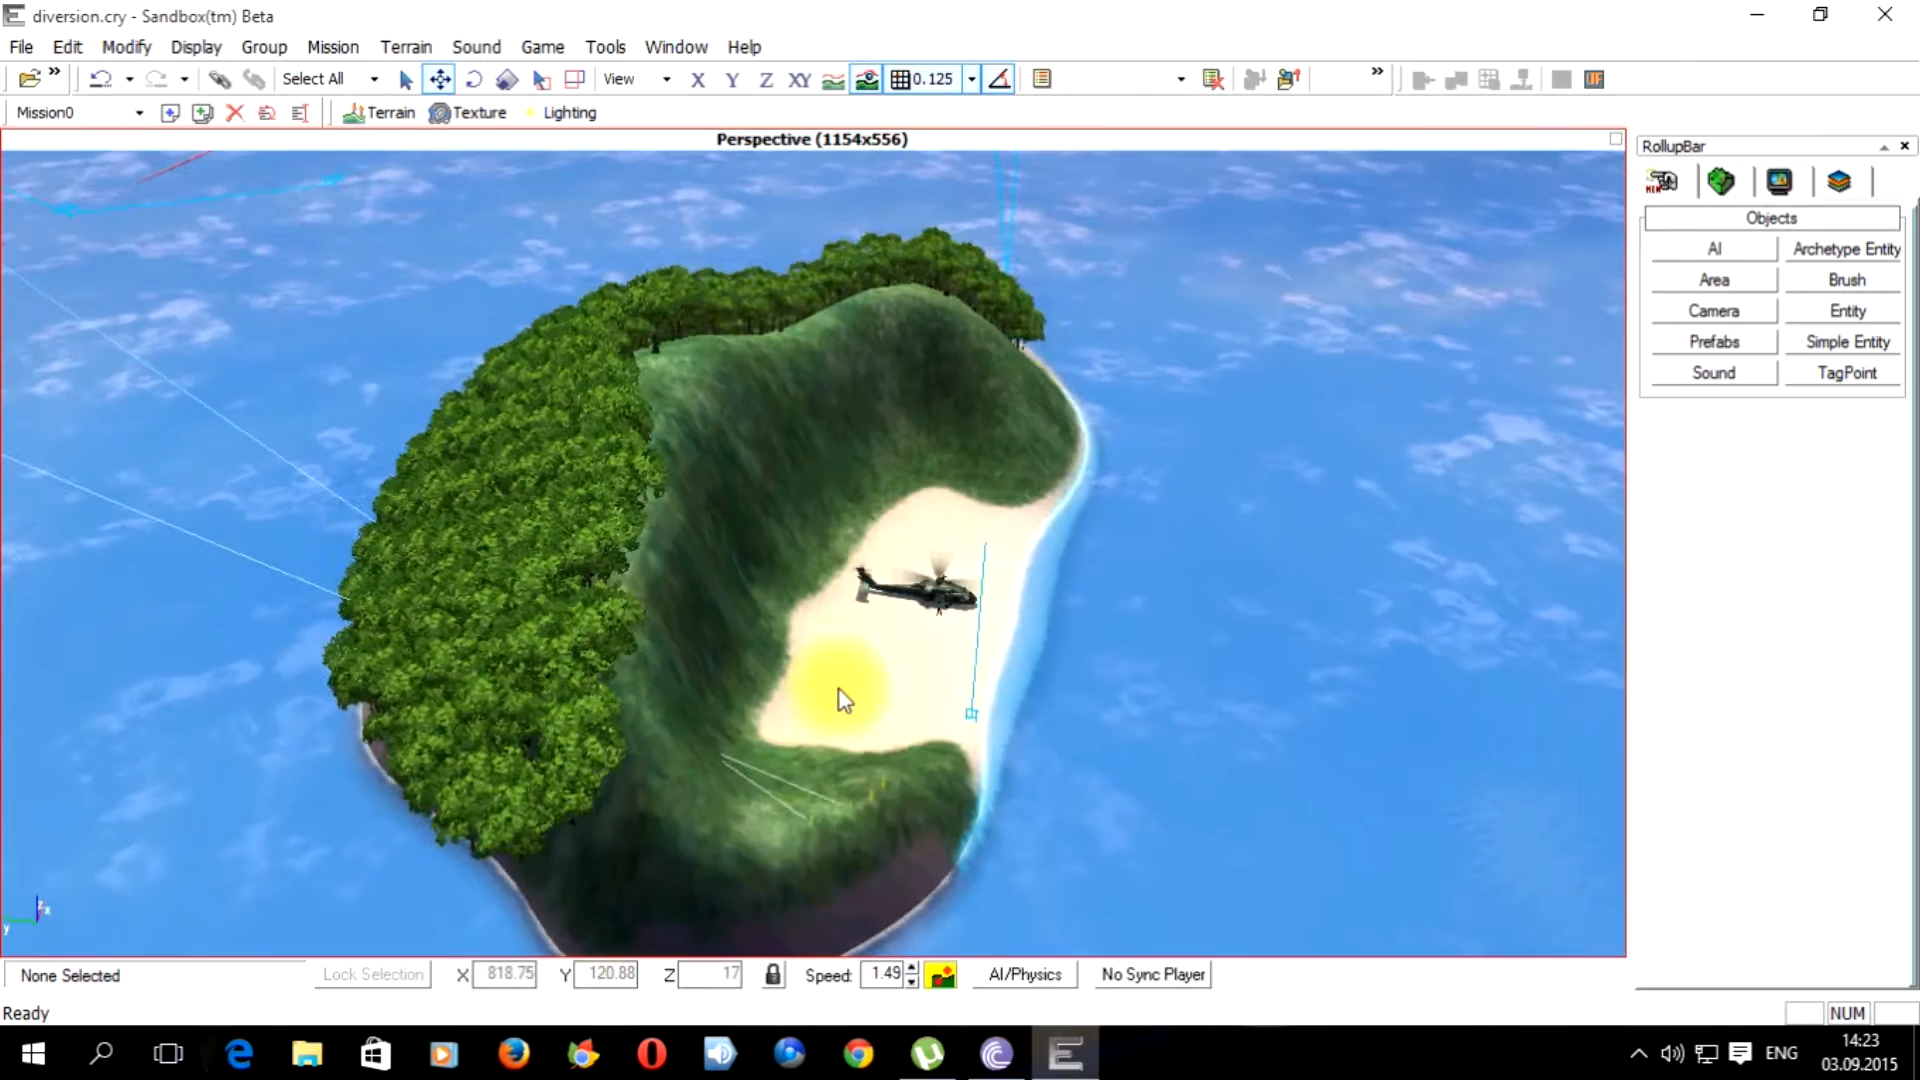 diversion.cry - Sandbox(tm) Beta
File Edit Modify Display Group Mission Terrain Sound Game Tools Window Help
Select All View X Y Z XY 0.125
Mission0 Terrain Texture Lighting
Perspective (1154x556)
RollupBar
Objects
AI Archetype Entity
Area Brush
Camera Entity
Prefabs Simple Entity
Sound TagPoint
None Selected Lock Selection X 818.75 Y 120.88 Z 17 Speed: 1.49 AI/Physics No Sync Player
Ready NUM
ENG 14:23
03.09.2015